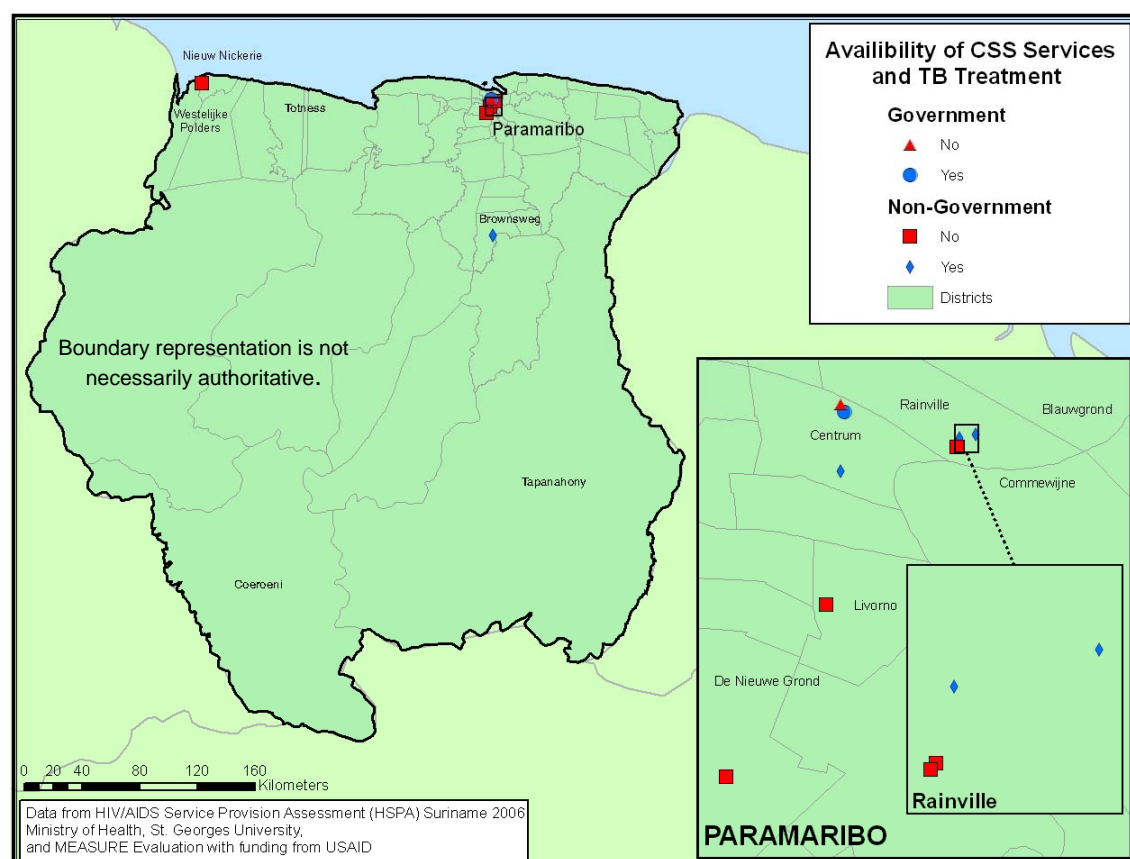 Nieuw Nickerie
Westelijke
Polders
Totness
Paramaribo
Brownsweg
Boundary representation is not
necessarily authoritative.
Tapanahony
Coeroeni
0 20 40 80 120 160
Kilometers
Data from HIV/AIDS Service Provision Assessment (HSPA) Suriname 2006
Ministry of Health, St. Georges University,
and MEASURE Evaluation with funding from USAID
Availibility of CSS Services
and TB Treatment
Government
No
Yes
Non-Government
No
Yes
Districts
Rainville
Blauwgrond
Centrum
Commewijne
Livorno
De Nieuwe Grond
Rainville
PARAMARIBO